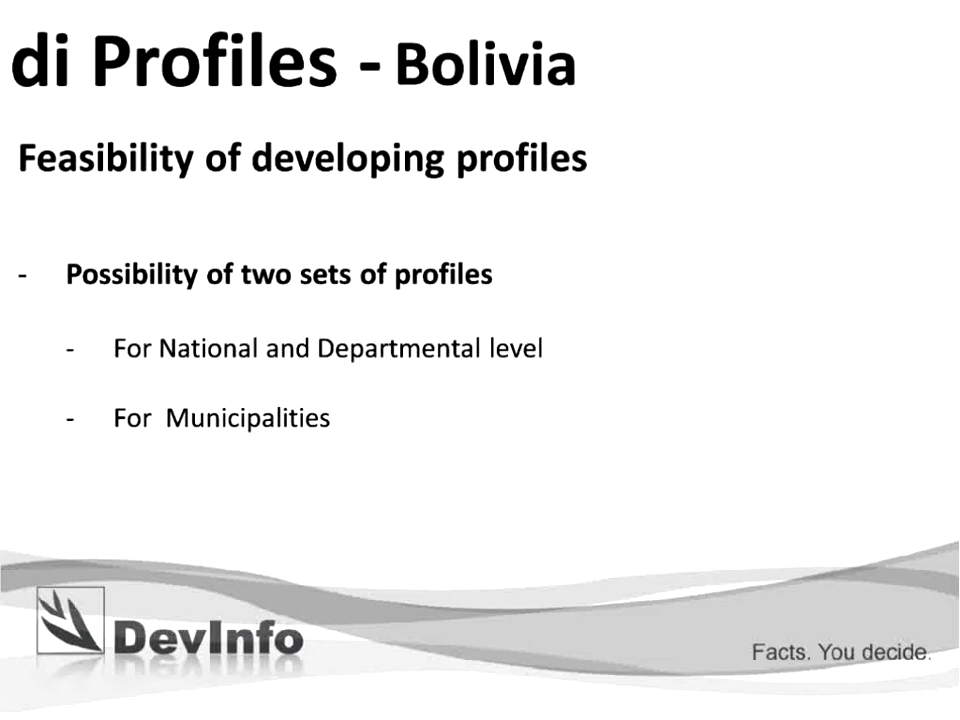 di Profiles - Bolivia
Feasibility of developing profiles
- Possibility of two sets of profiles
- For National and Departmental level
- For Municipalities
DevInfo
Facts. You decide.